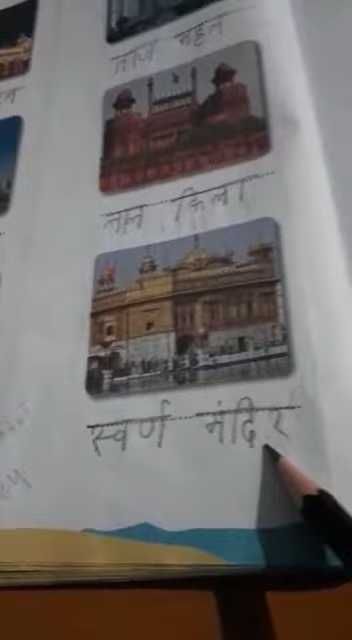 ताज महल
लाल किला
स्वर्ण मंदिर